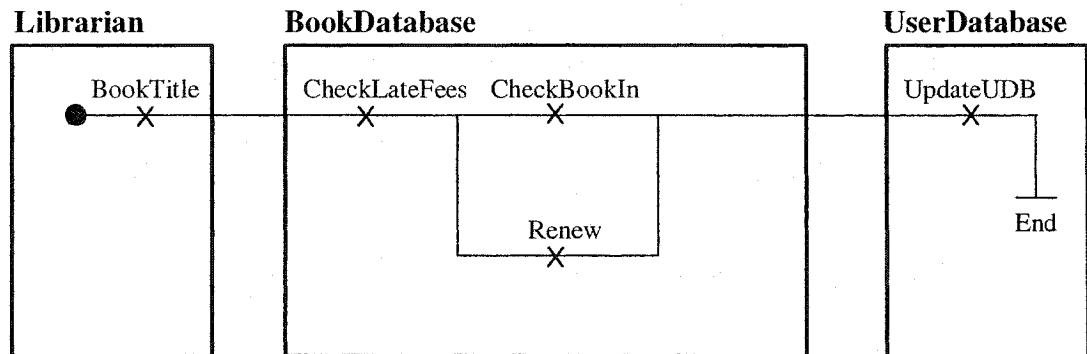 Librarian
BookDatabase
UserDatabase
BookTitle
CheckLateFees
CheckBookIn
UpdateUDB
Renew
End